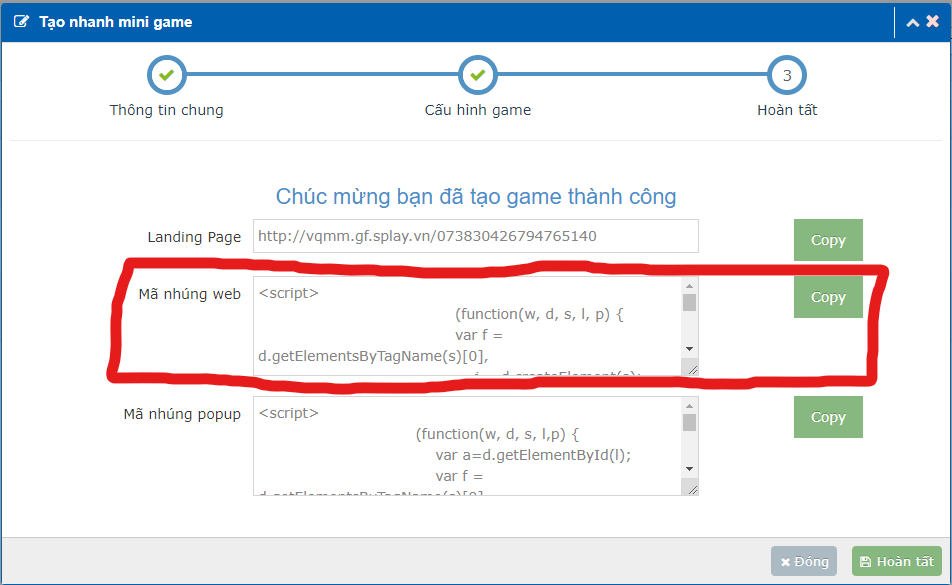 Tạo nhanh mini game
3
Thông tin chung
Cấu hình game
Hoàn tất
Chúc mừng bạn đã tạo game thành công
Landing Page
http://vqmm.gf.splay.vn/073830426794765140
Copy
Mã nhúng web
<script>
(function(w, d, s, l, p) {
var f =
d.getElementsByTagName(s)[0],
Copy
Mã nhúng popup
<script>
(function(w, d, s, l,p) {
var a=d.getElementById(l);
var f =
d.getElementsByTagName(s)[0]
Copy
Đóng
Hoàn tất